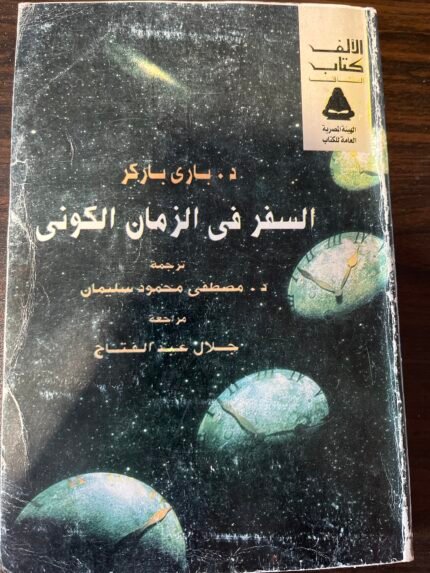 الألف
كتاب
الثانى
الهيئة المصرية
العامة للكتاب
د. بارى باركر
السفر فى الزمان الكونى
ترجمة
د. مصطفى محمود سليمان
مراجعة
جلال عبد الفتاح